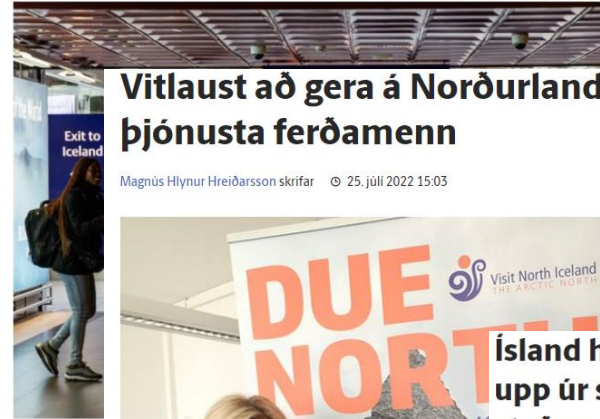 Vitlaust að gera á Norðurland
þjónusta ferðamenn
Magnús Hlynur Hreiðarsson skrifar 25. júlí 2022 15:03
Exit to
Iceland
DUE
NORTH
Visit North Iceland
THE ARCTIC NORTH
Ísland h
upp úr s